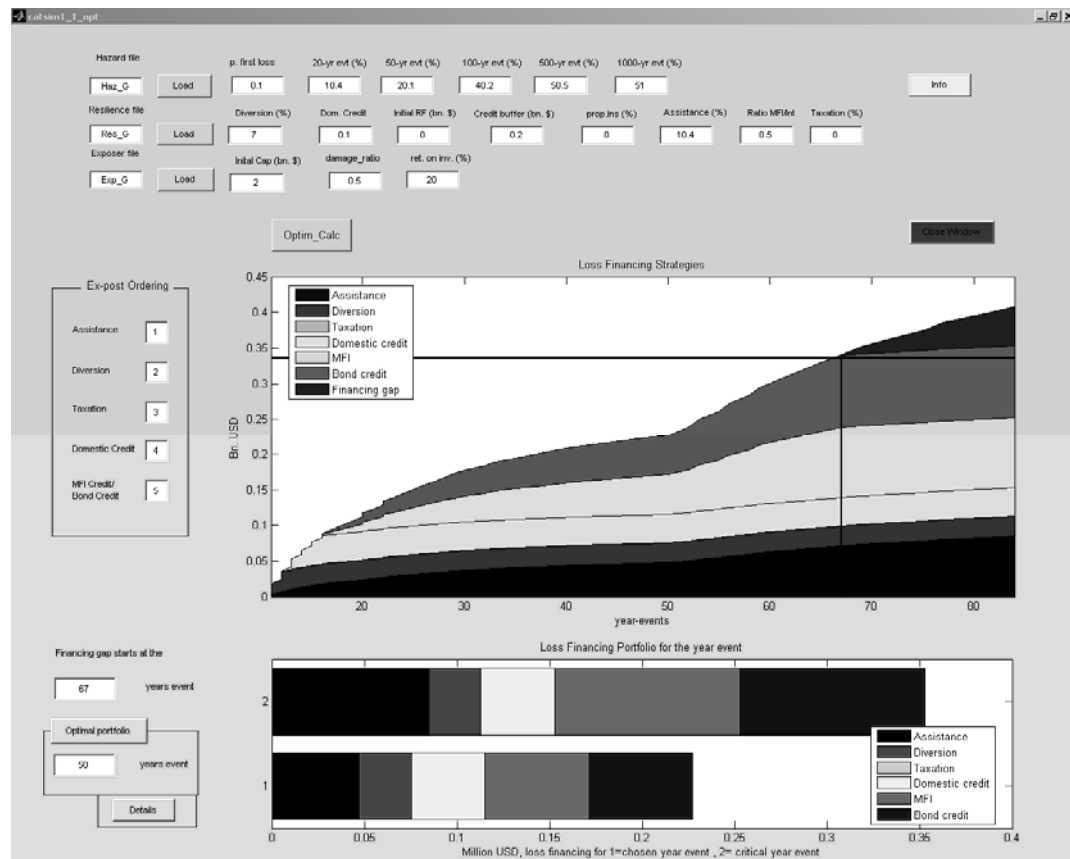 catsim1_1_opt
Hazard file
p. first loss
20-yr evt (%)
50-yr evt (%)
100-yr evt (%)
500-yr evt (%)
1000-yr evt (%)
Haz_G
Load
0.1
10.4
20.1
40.2
50.5
51
Info
Resilience file
Diversion (%)
Dom. Credit
Initial RF (bn. $)
Credit buffer (bn. $)
prop.Ins (%)
Assistance (%)
Ratio MFI/Int
Taxation (%)
Res_G
Load
7
0.1
0
0.2
0
10.4
0.5
0
Exposer file
Inital Cap (bn. $)
damage_ratio
ret. on inv. (%)
Exp_G
Load
2
0.5
20
Optim_Calc
Close Window
Ex-post Ordering
Assistance
1
Diversion
2
Taxation
3
Domestic Credit
4
MFI Credit/
Bond Credit
5
Loss Financing Strategies
Bn. USD
0.45
0.4
0.35
0.3
0.25
0.2
0.15
0.1
0.05
0
Assistance
Diversion
Taxation
Domestic credit
MFI
Bond credit
Financing gap
20
30
40
50
60
70
80
year-events
Financing gap starts at the
67
years event
Optimal portfolio
50
years event
Details
Loss Financing Portfolio for the year event
2
1
Assistance
Diversion
Taxation
Domestic credit
MFI
Bond credit
0
0.05
0.1
0.15
0.2
0.25
0.3
0.35
0.4
Million USD, loss financing for 1=chosen year event , 2= critical year event